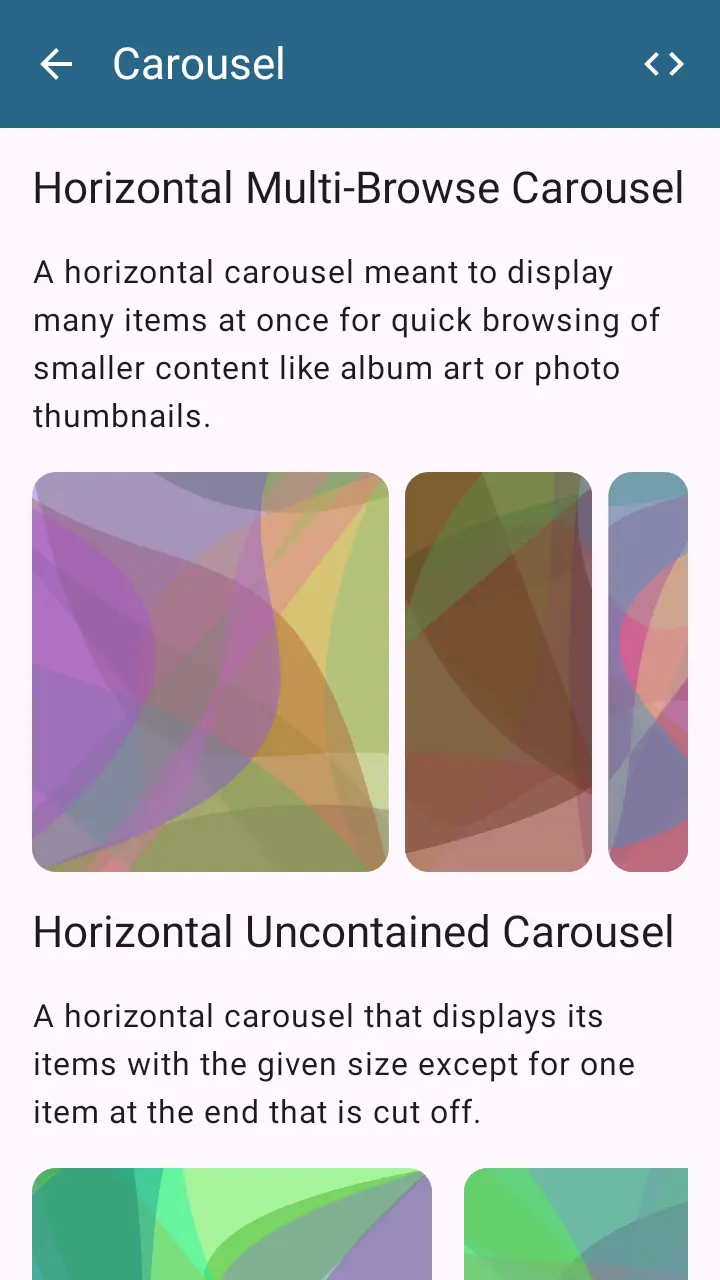 Carousel
Horizontal Multi-Browse Carousel
A horizontal carousel meant to display
many items at once for quick browsing of
smaller content like album art or photo
thumbnails.
Horizontal Uncontained Carousel
A horizontal carousel that displays its
items with the given size except for one
item at the end that is cut off.